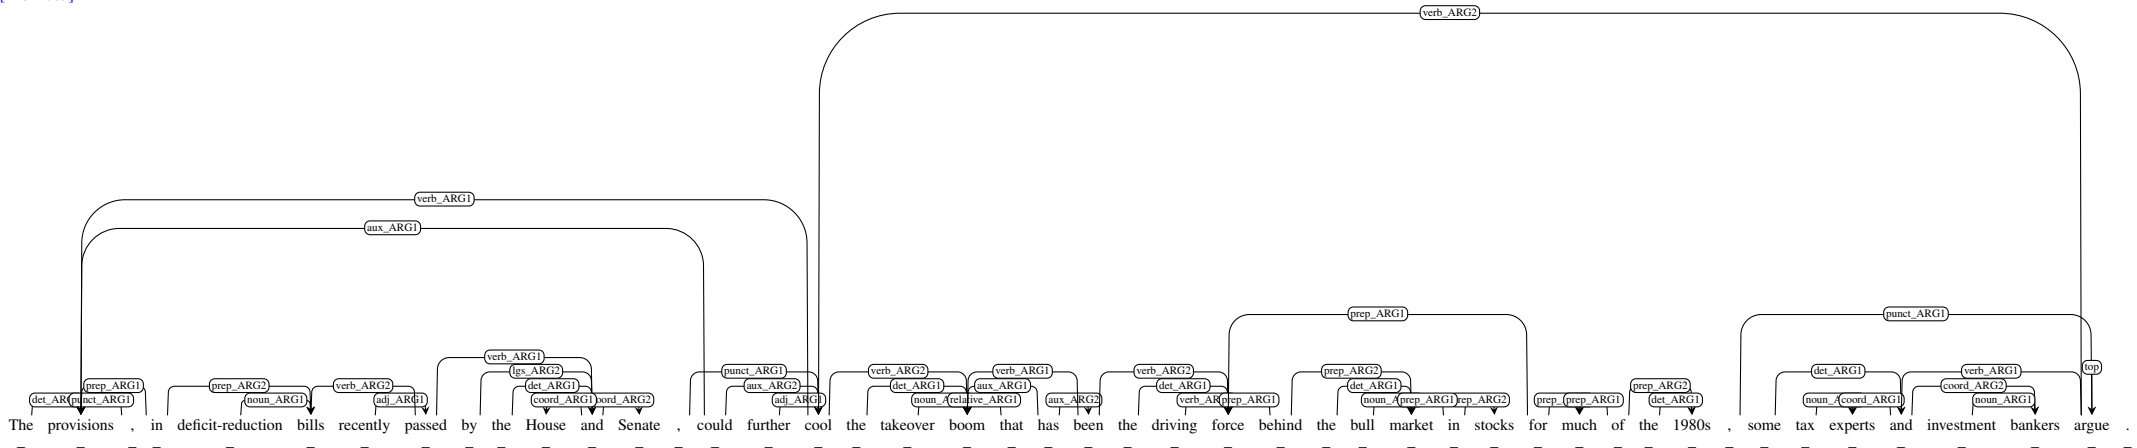 verb_ARG2
verb_ARG1
aux_ARG1
prep_ARG1 punct_ARG1
verb_ARG1
top
lgs_ARG2 punct_ARG1 verb_ARG2 verb_ARG1 verb_ARG2 prep_ARG2 det_ARG1 verb_ARG1
prep_ARG1 prep_ARG2 verb_ARG2 det_ARG1 aux_ARG2 det_ARG1 aux_ARG1 det_ARG1 det_ARG1 prep_ARG2 coord_ARG2
punct_ARG1 noun_ARG1 adj_ARG1 coord_ARG1 adj_ARG1 relative_ARG1 aux_ARG2 prep_ARG1 prep_ARG1 prep_ARG1 det_ARG1 coord_ARG1 noun_ARG1
The provisions , in deficit-reduction bills recently passed by the House and Senate , could further cool the takeover boom that has been the driving force behind the bull market in stocks for much of the 1980s , some tax experts and investment bankers argue .